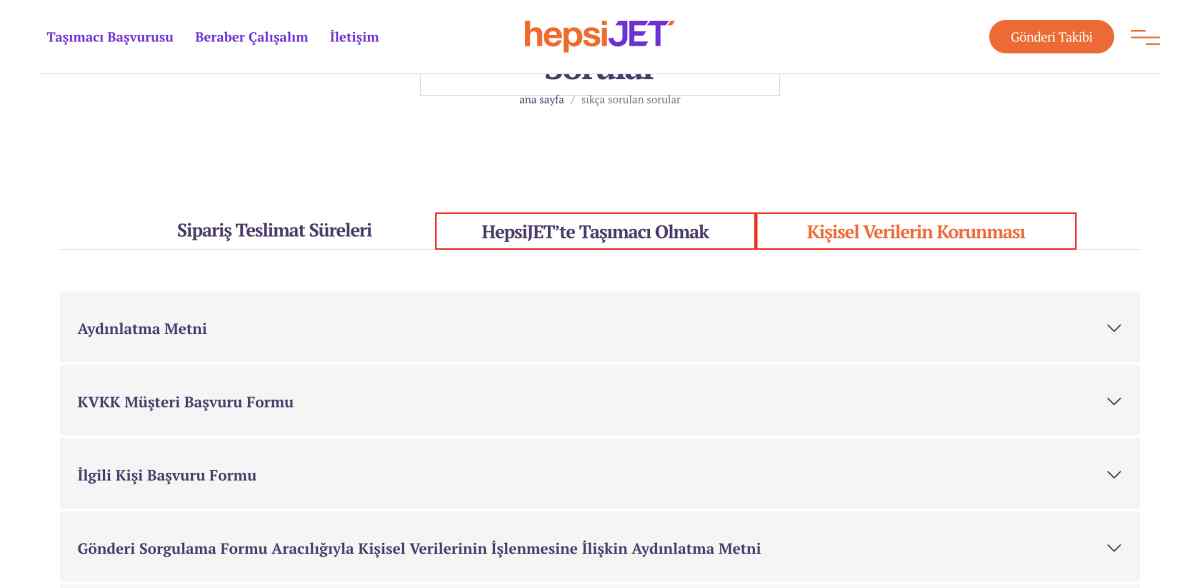 Taşımacı Başvurusu Beraber Çalışalım İletişim hepsiJET Gönderi Takibi
Sorular
ana sayfa / sıkça sorulan sorular
Sipariş Teslimat Süreleri HepsiJET’te Taşımacı Olmak Kişisel Verilerin Korunması
Aydınlatma Metni
KVKK Müşteri Başvuru Formu
İlgili Kişi Başvuru Formu
Gönderi Sorgulama Formu Aracılığıyla Kişisel Verilerinin İşlenmesine İlişkin Aydınlatma Metni